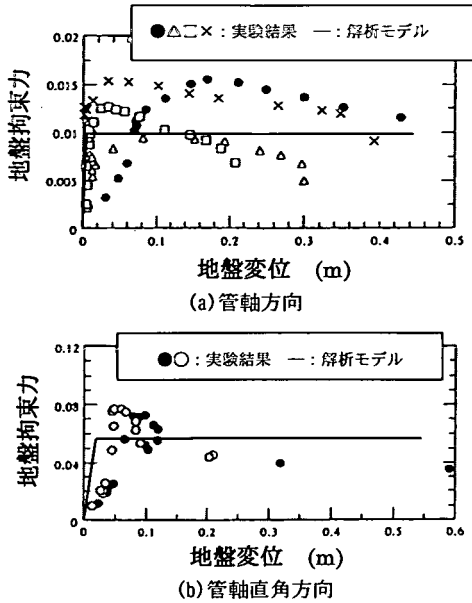 ●△□×：実験結果 ─：解析モデル
地盤拘束力
0.02
0.015
0.01
0.005
0
0 0.1 0.2 0.3 0.4 0.5
地盤変位 (m)
(a)管軸方向
●○：実験結果 ─：解析モデル
地盤拘束力
0.12
0.08
0.04
0
0 0.1 0.2 0.3 0.4 0.5 0.6
地盤変位 (m)
(b)管軸直角方向